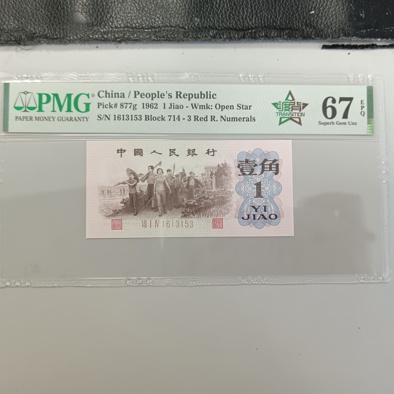 PMG
PAPER MONEY GUARANTY
China / People's Republic
Pick# 877g 1962 1 Jiao - Wmk: Open Star
S/N 1613153 Block 714 - 3 Red R. Numerals
TRANSITION
67
EPQ
Superb Gem Unc
中國人民銀行
壹角
1
YI
JIAO
1613153